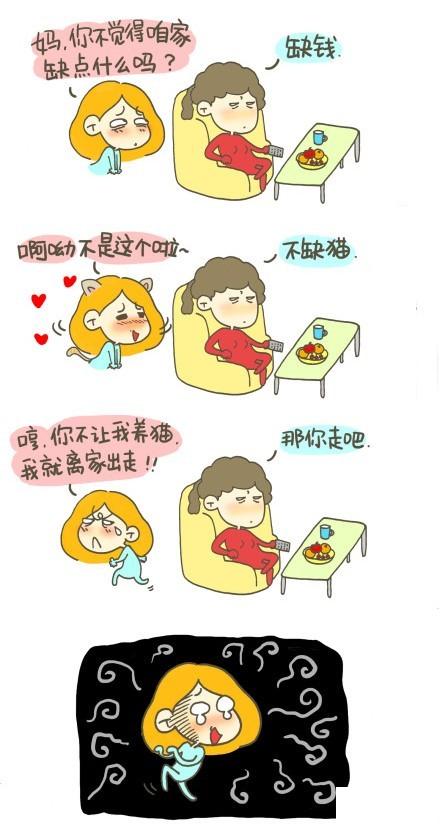 妈,你不觉得咱家
缺点什么吗？
缺钱.
啊呦不是这个啦~
不缺猫.
哼,你不让我养猫.
我就离家出走!!
那你走吧.